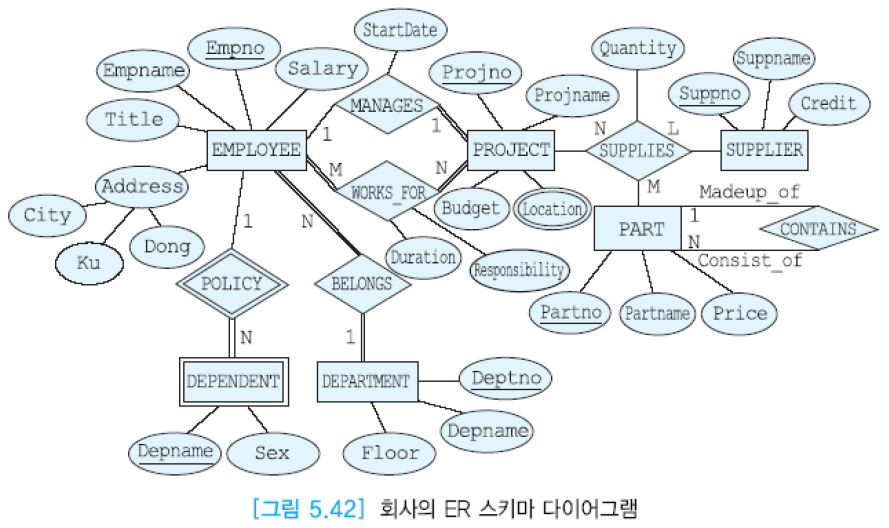 StartDate
Empno
Quantity
Suppname
Empname
Salary
Projno
Suppno
MANAGES
Projname
Credit
Title
1
1
N
L
EMPLOYEE
PROJECT
SUPPLIES
SUPPLIER
M
N
Address
WORKS_FOR
M
Madeup_of
City
1
N
Budget
Location
1
PART
CONTAINS
Ku
Dong
Duration
N
Consist_of
POLICY
BELONGS
Responsibility
Partno
Partname
Price
N
1
DEPENDENT
DEPARTMENT
Deptno
Depname
Depname
Sex
Floor
[그림 5.42] 회사의 ER 스키마 다이어그램